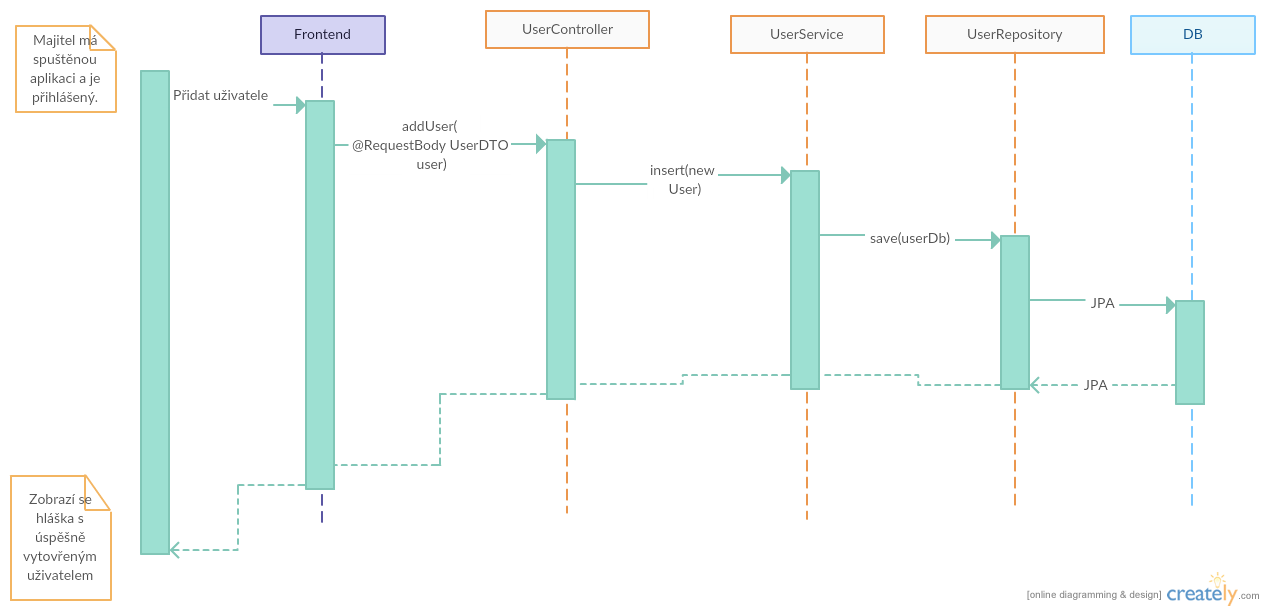 Majitel má
spuštěnou
aplikaci a je
přihlášený.
Frontend
UserController
UserService
UserRepository
DB
Přidat uživatele
addUser(
@RequestBody UserDTO
user)
insert(new
User)
save(userDb)
JPA
JPA
Zobrazí se
hláška s
úspěšně
vytovřeným
uživatelem
[online diagramming & design] creately.com